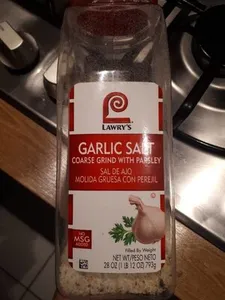 LAWRY'S
GARLIC SALT
COARSE GRIND WITH PARSLEY
SAL DE AJO
MOLIDA GRUESA CON PEREJIL
NO
MSG
ADDED
Filled By Weight
NET WT/PESO NETO
28 OZ (1 LB 12 OZ) 793g